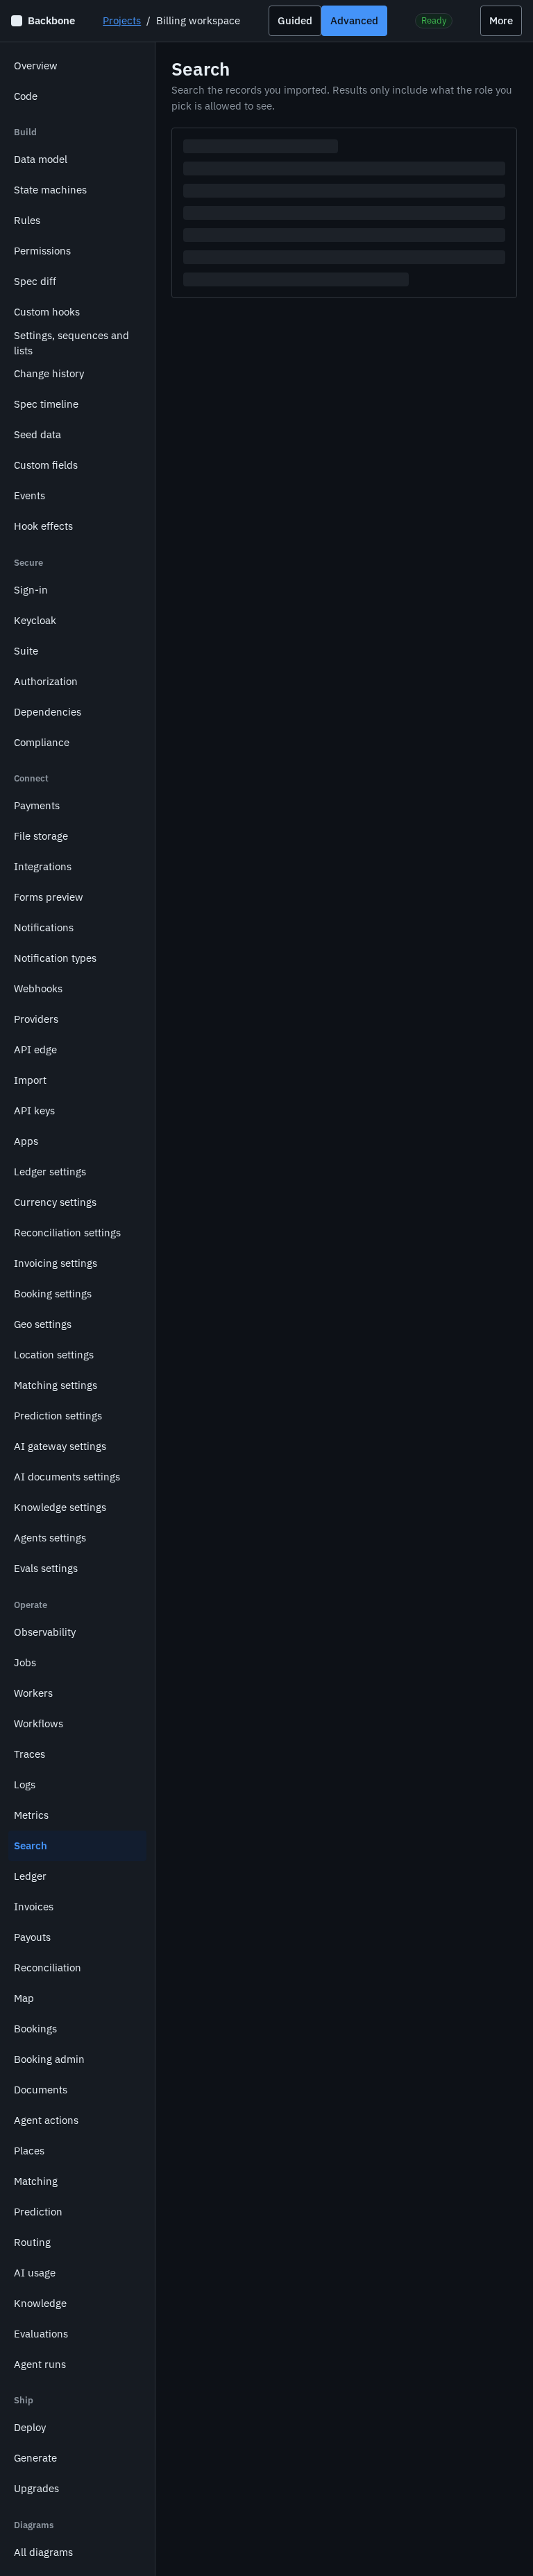 Backbone
Projects / Billing workspace
Guided
Advanced
Ready
More
Overview
Code
Build
Data model
State machines
Rules
Permissions
Spec diff
Custom hooks
Settings, sequences and
lists
Change history
Spec timeline
Seed data
Custom fields
Events
Hook effects
Secure
Sign-in
Keycloak
Suite
Authorization
Dependencies
Compliance
Connect
Payments
File storage
Integrations
Forms preview
Notifications
Notification types
Webhooks
Providers
API edge
Import
API keys
Apps
Ledger settings
Currency settings
Reconciliation settings
Invoicing settings
Booking settings
Geo settings
Location settings
Matching settings
Prediction settings
AI gateway settings
AI documents settings
Knowledge settings
Agents settings
Evals settings
Operate
Observability
Jobs
Workers
Workflows
Traces
Logs
Metrics
Search
Ledger
Invoices
Payouts
Reconciliation
Map
Bookings
Booking admin
Documents
Agent actions
Places
Matching
Prediction
Routing
AI usage
Knowledge
Evaluations
Agent runs
Ship
Deploy
Generate
Upgrades
Diagrams
All diagrams
Search
Search the records you imported. Results only include what the role you
pick is allowed to see.